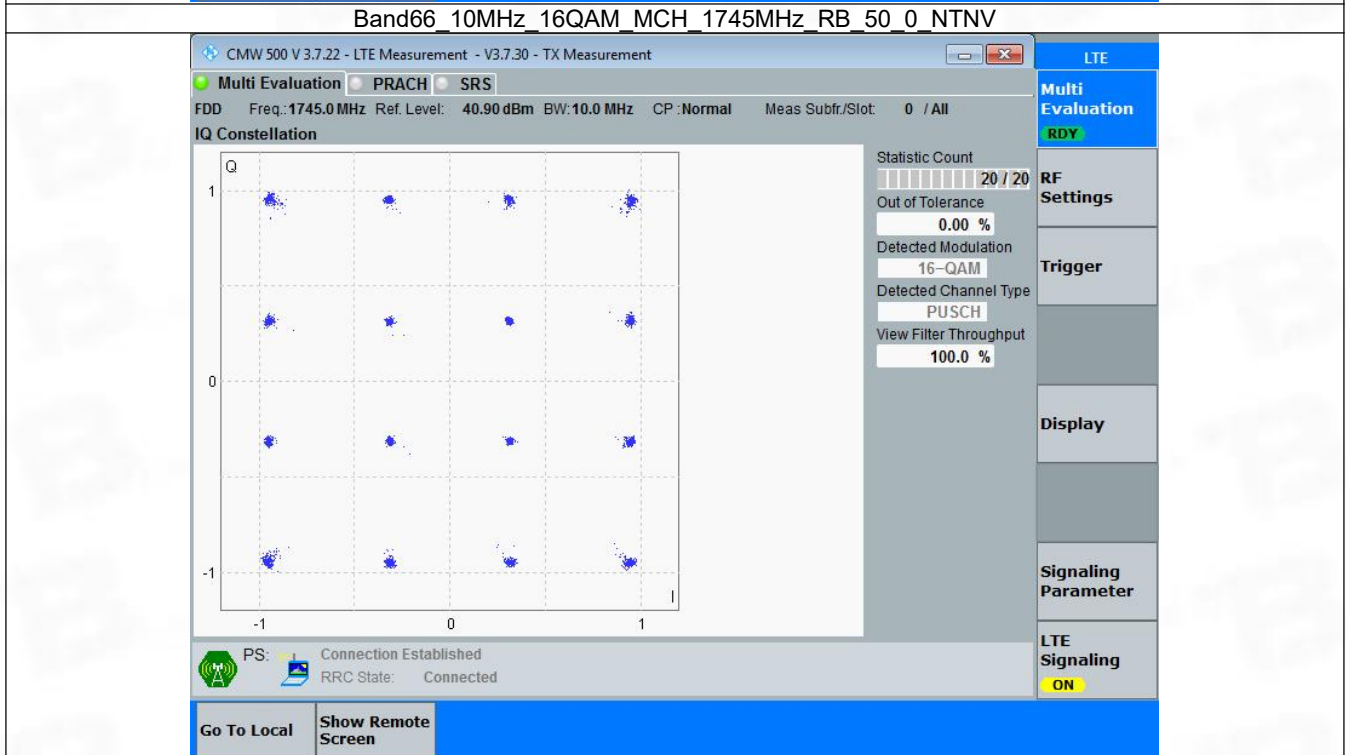 Band66_10MHz_16QAM_MCH_1745MHz_RB_50_0_NTNV
CMW 500 V 3.7.22 - LTE Measurement - V3.7.30 - TX Measurement
LTE
Multi Evaluation PRACH SRS
Multi
Evaluation
RDY
FDD Freq.:1745.0 MHz Ref. Level: 40.90 dBm BW:10.0 MHz CP :Normal Meas Subfr./Slot: 0 / All
IQ Constellation
Q
1
0
-1
I
-1 0 1
Statistic Count
20 / 20
Out of Tolerance
0.00 %
Detected Modulation
16-QAM
Detected Channel Type
PUSCH
View Filter Throughput
100.0 %
RF
Settings
Trigger
Display
Signaling
Parameter
LTE
Signaling
ON
PS: Connection Established
RRC State: Connected
Go To Local
Show Remote
Screen